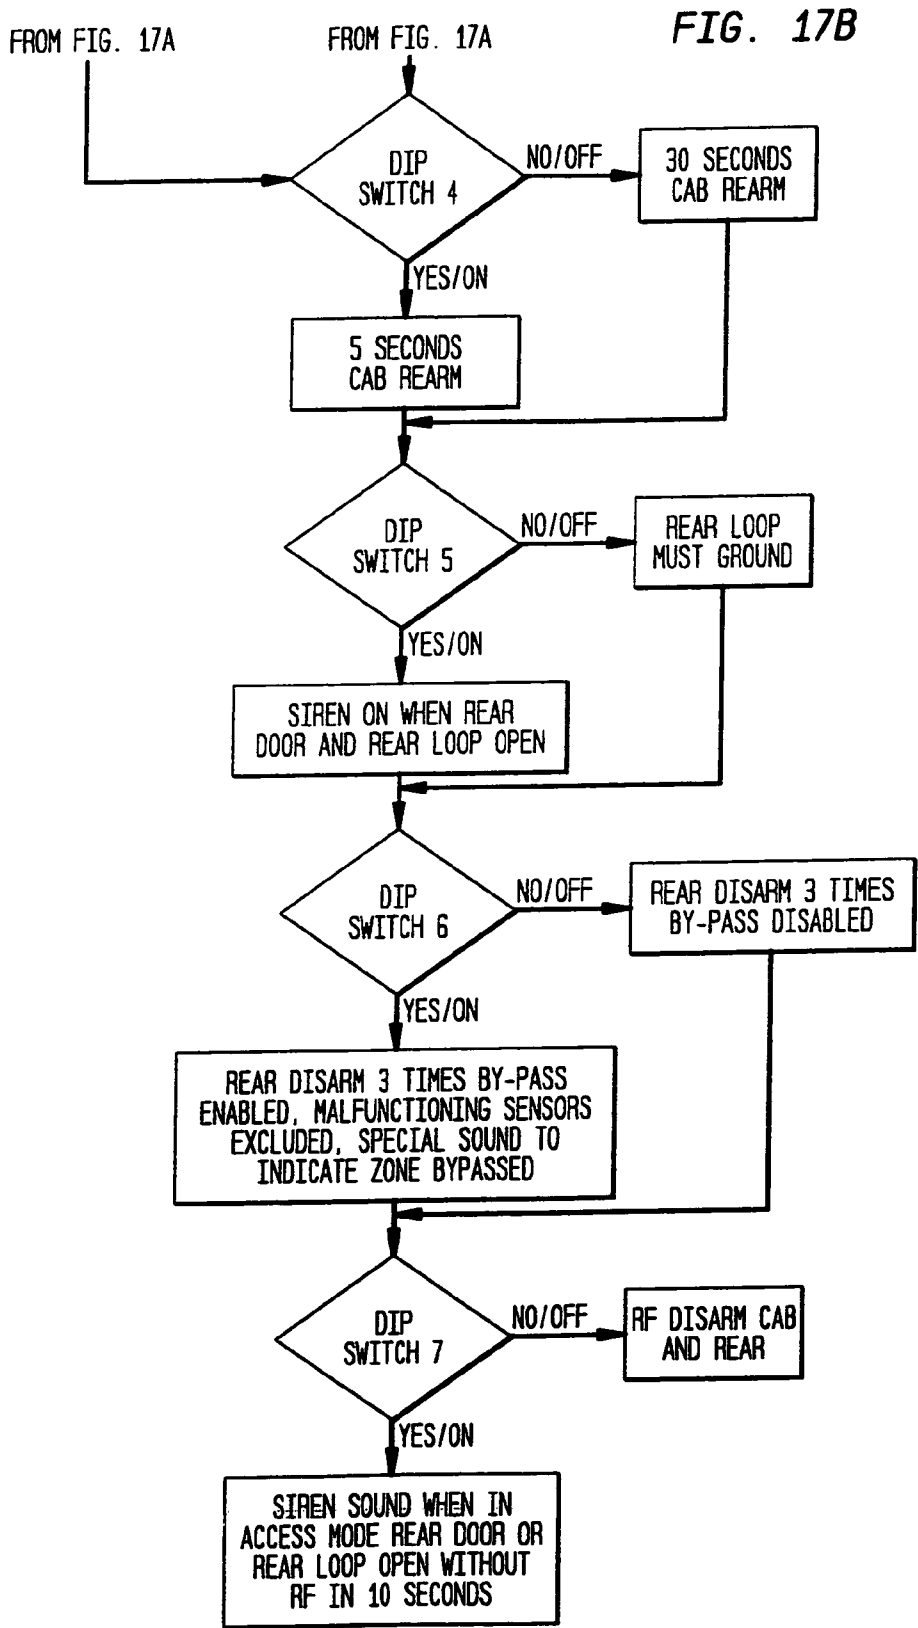 FIG. 17B
FROM FIG. 17A
FROM FIG. 17A
DIP
SWITCH 4
NO/OFF
30 SECONDS
CAB REARM
YES/ON
5 SECONDS
CAB REARM
DIP
SWITCH 5
NO/OFF
REAR LOOP
MUST GROUND
YES/ON
SIREN ON WHEN REAR
DOOR AND REAR LOOP OPEN
DIP
SWITCH 6
NO/OFF
REAR DISARM 3 TIMES
BY-PASS DISABLED
YES/ON
REAR DISARM 3 TIMES BY-PASS
ENABLED, MALFUNCTIONING SENSORS
EXCLUDED, SPECIAL SOUND TO
INDICATE ZONE BYPASSED
DIP
SWITCH 7
NO/OFF
RF DISARM CAB
AND REAR
YES/ON
SIREN SOUND WHEN IN
ACCESS MODE REAR DOOR OR
REAR LOOP OPEN WITHOUT
RF IN 10 SECONDS